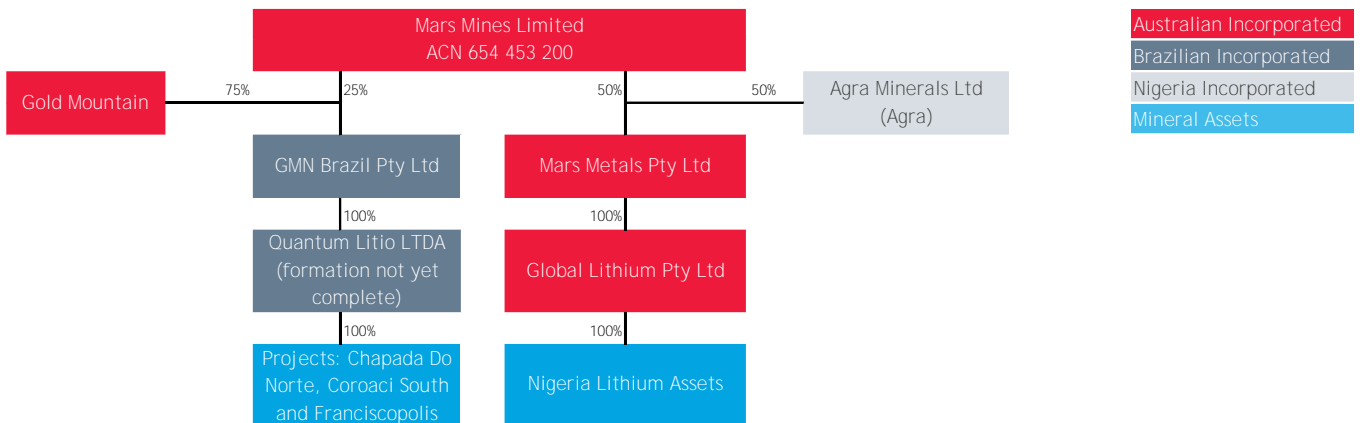 Mars Mines Limited
ACN 654 453 200
Australian Incorporated
Brazilian Incorporated
Nigeria Incorporated
Mineral Assets
Gold Mountain
75%
25%
50%
50%
Agra Minerals Ltd
(Agra)
GMN Brazil Pty Ltd
Mars Metals Pty Ltd
100%
100%
Quantum Litio LTDA
(formation not yet
complete)
Global Lithium Pty Ltd
100%
100%
Projects: Chapada Do
Norte, Coroaci South
and Franciscopolis
Nigeria Lithium Assets